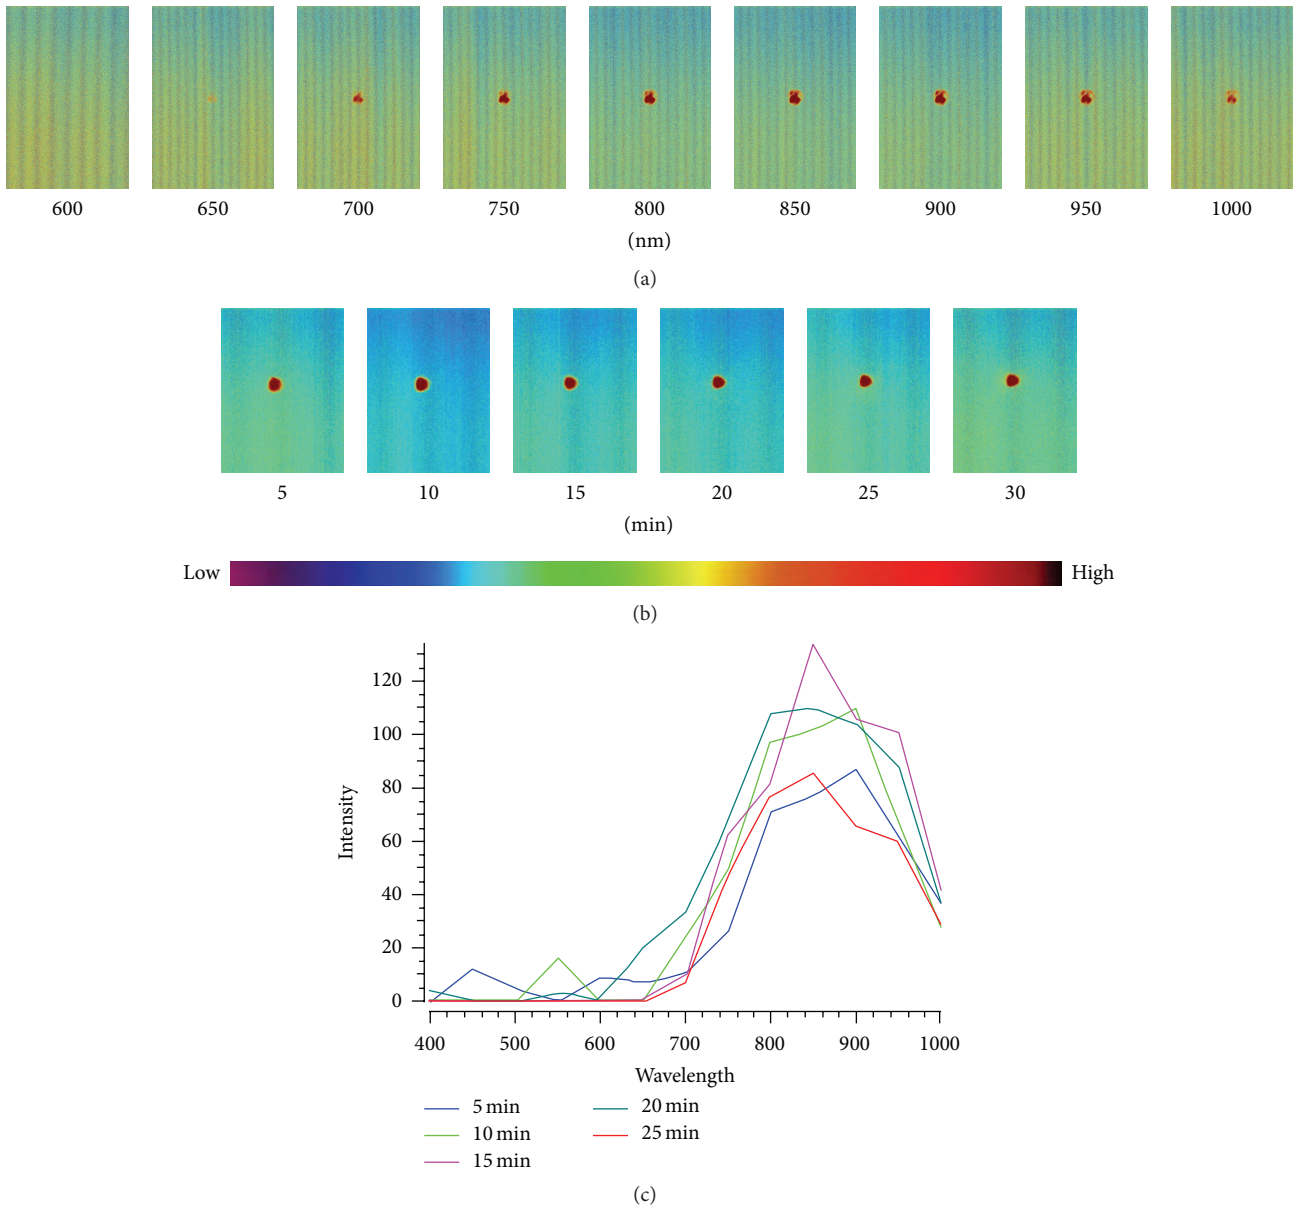 600 650 700 750 800 850 900 950 1000
(nm)
(a)
5 10 15 20 25 30
(min)
Low High
(b)
120
100
80
60
40
20
0
Intensity
400 500 600 700 800 900 1000
Wavelength
5 min 20 min
10 min 25 min
15 min
(c)